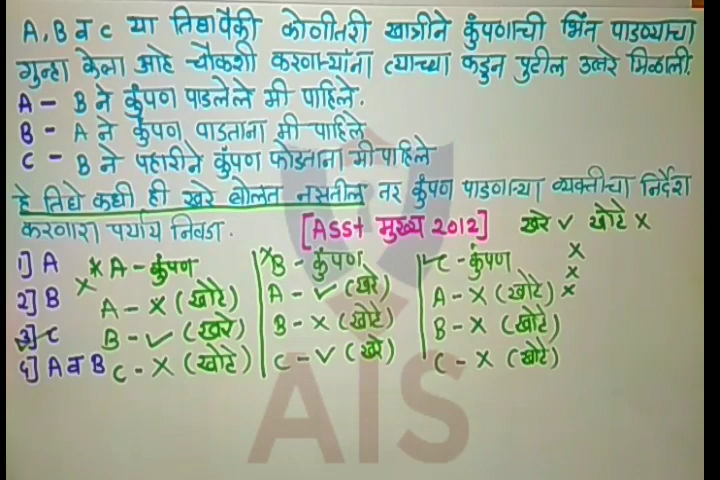 A, B व C या तिघापैकी कोणीतरी खात्रीने कुंपणाची भिंत पाडण्याचा
गुन्हा केला आहे चौकशी करणाऱ्यांना त्याच्या कडुन पुढील उत्तरे मिळाली.
A - B ने कुंपण पाडलेले मी पाहिले.
B - A ने कुंपण पाडताना मी पाहिले
C - B ने पहारीने कुंपण फोडताना मी पाहिले
हे तिघे कधी ही खरे बोलत नसतील तर कुंपण पाडणाऱ्या व्यक्तीचा निर्देश
करणारा पर्याय निवडा. [ASSt मुख्य 2012] खरे ✓ खोटे ×
1] A
2] B
3] C
4] A व B
× A - कुंपण
×
A - × (खोटे)
B - ✓ (खरे)
C - × (खोटे)
× B - कुंपण
A - ✓ (खरे)
B - × (खोटे)
C - ✓ (खरे)
✓ C - कुंपण
A - × (खोटे)
B - × (खोटे)
C - × (खोटे)
×
×
×
AIS